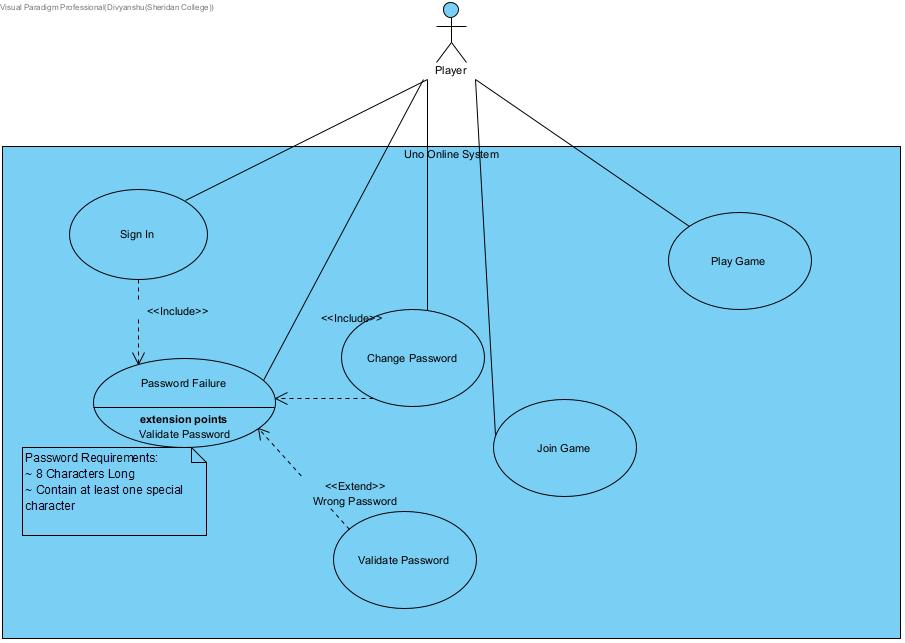 Visual Paradigm Professional(Divyanshu(Sheridan College))
Player
Uno Online System
Sign In
Play Game
<<Include>>
<<Include>>
Change Password
Password Failure
extension points
Validate Password
Join Game
Password Requirements:
~ 8 Characters Long
~ Contain at least one special
character
<<Extend>>
Wrong Password
Validate Password